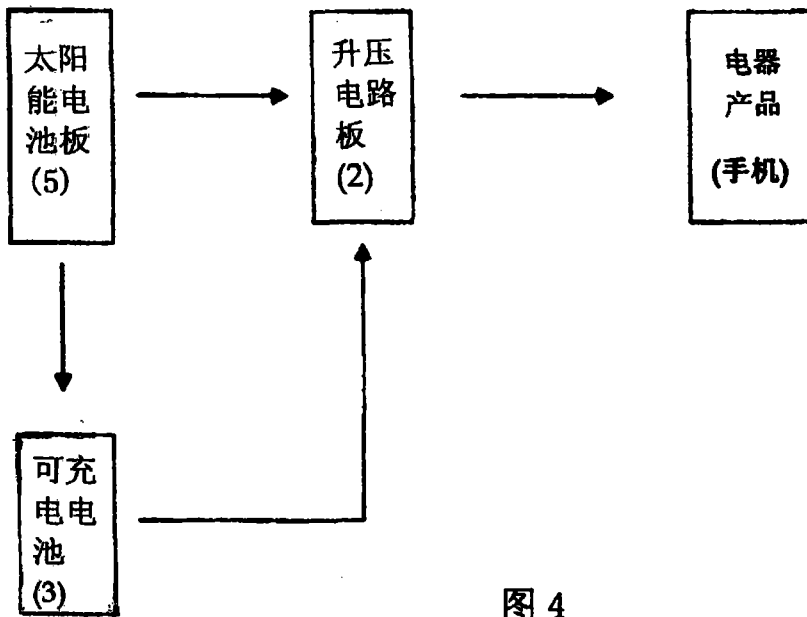 太阳
能电
池板
(5)
升压
电路
板
(2)
电器
产品
(手机)
可充
电电
池
(3)
图 4